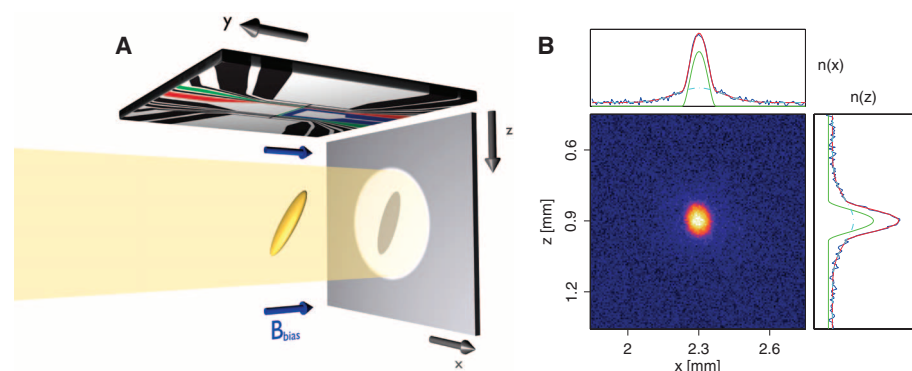 A
y
z
B_bias
x
B
n(x)
n(z)
0.6
0.9
1.2
z [mm]
2
2.3
2.6
x [mm]